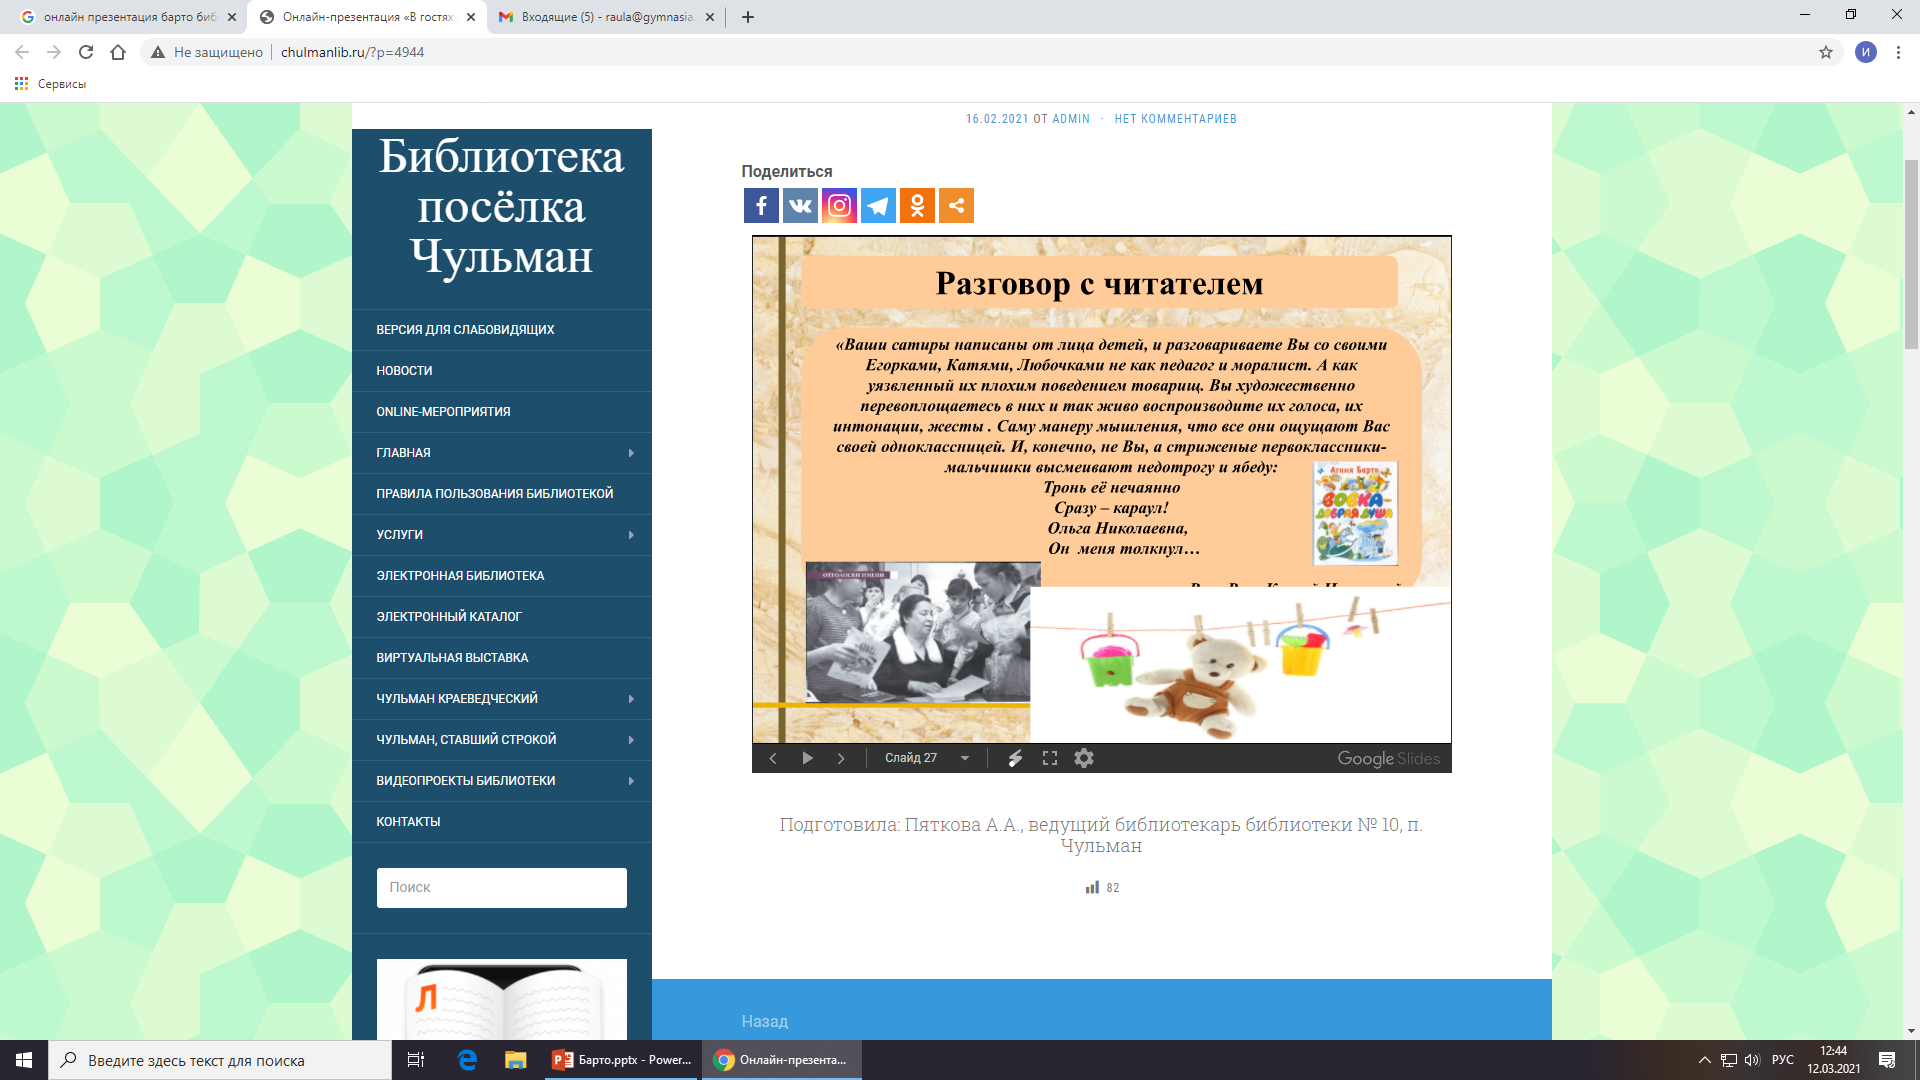 онлайн презентация барто биб
Онлайн-презентация «В гостях
Входящие (5) - raula@gymnasia
Не защищено
chulmanlib.ru/?p=4944
И
Сервисы
16.02.2021 ОТ ADMIN · НЕТ КОММЕНТАРИЕВ
Библиотека
посёлка
Чульман
ВЕРСИЯ ДЛЯ СЛАБОВИДЯЩИХ
НОВОСТИ
ONLINE-МЕРОПРИЯТИЯ
ГЛАВНАЯ
ПРАВИЛА ПОЛЬЗОВАНИЯ БИБЛИОТЕКОЙ
УСЛУГИ
ЭЛЕКТРОННАЯ БИБЛИОТЕКА
ЭЛЕКТРОННЫЙ КАТАЛОГ
ВИРТУАЛЬНАЯ ВЫСТАВКА
ЧУЛЬМАН КРАЕВЕДЧЕСКИЙ
ЧУЛЬМАН, СТАВШИЙ СТРОКОЙ
ВИДЕОПРОЕКТЫ БИБЛИОТЕКИ
КОНТАКТЫ
Поиск
Л
Поделиться
Разговор с читателем
«Ваши сатиры написаны от лица детей, и разговариваете Вы со своими
Егорками, Катями, Любочками не как педагог и моралист. А как
уязвленный их плохим поведением товарищ. Вы художественно
перевоплощаетесь в них и так живо воспроизводите их голоса, их
интонации, жесты . Саму манеру мышления, что все они ощущают Вас
своей одноклассницей. И, конечно, не Вы, а стриженые первоклассники-
мальчишки высмеивают недотрогу и ябеду:
Тронь её нечаянно
Сразу – караул!
Ольга Николаевна,
Он меня толкнул…
Агния Барто
ВОВКА-
ДОБРАЯ ДУША
ОТГОЛОСКИ ИМЕНИ
Слайд 27
Google Slides
Подготовила: Пяткова А.А., ведущий библиотекарь библиотеки № 10, п.
Чульман
82
Назад
Введите здесь текст для поиска
Барто.pptx - Power...
Онлайн-презента...
РУС
12:44
12.03.2021